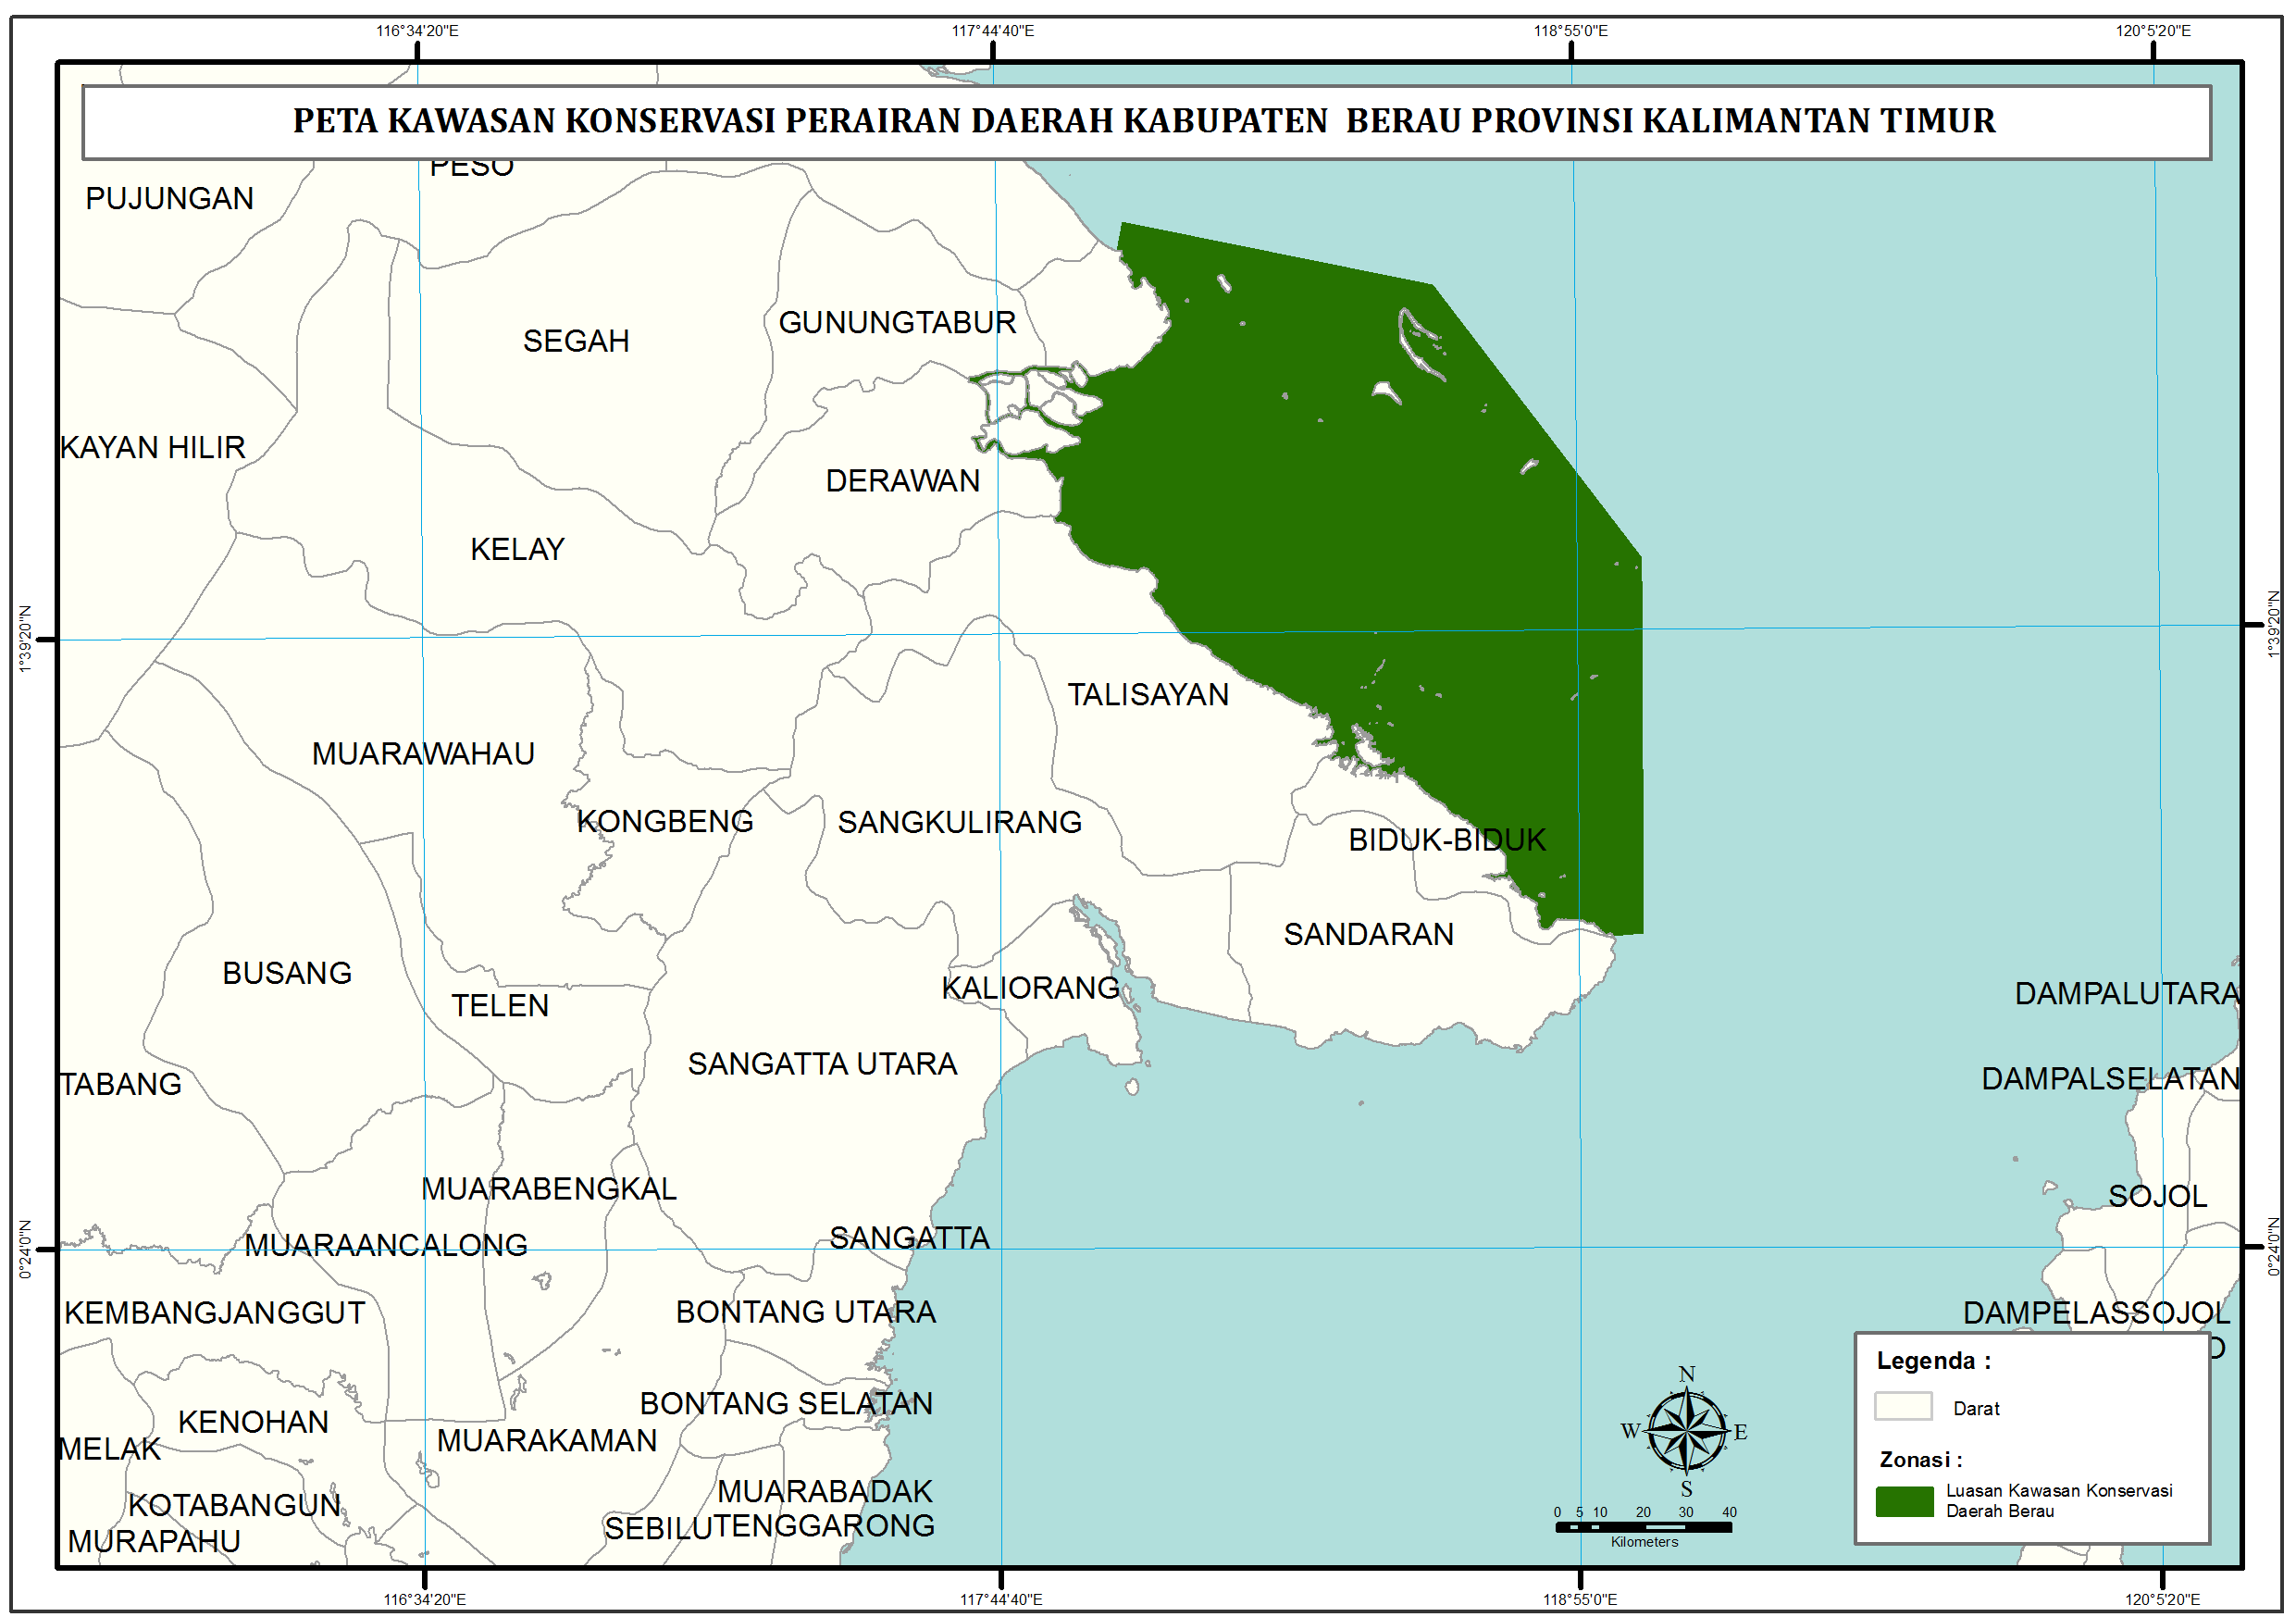 116°34'20"E 117°44'40"E 118°55'0"E 120°5'20"E
PETA KAWASAN KONSERVASI PERAIRAN DAERAH KABUPATEN BERAU PROVINSI KALIMANTAN TIMUR
PESO
PUJUNGAN
GUNUNGTABUR
SEGAH
KAYAN HILIR
DERAWAN
KELAY
1°39'20"N
1°39'20"N
TALISAYAN
MUARAWAHAU
KONGBENG
SANGKULIRANG
BIDUK-BIDUK
SANDARAN
BUSANG
KALIORANG
DAMPALUTARA
TELEN
SANGATTA UTARA
DAMPALSELATAN
TABANG
MUARABENGKAL
SOJOL
SANGATTA
MUARAANCALONG
0°24'0"N
0°24'0"N
KEMBANGJANGGUT
BONTANG UTARA
DAMPELASSOJOL
BONTANG SELATAN
KENOHAN
MUARAKAMAN
MELAK
MUARABADAK
KOTABANGUN
SEBILUTENGGARONG
MURAPAHU
N
W E
S
0 5 10 20 30 40
Kilometers
Legenda :
Darat
Zonasi :
Luasan Kawasan Konservasi
Daerah Berau
116°34'20"E 117°44'40"E 118°55'0"E 120°5'20"E